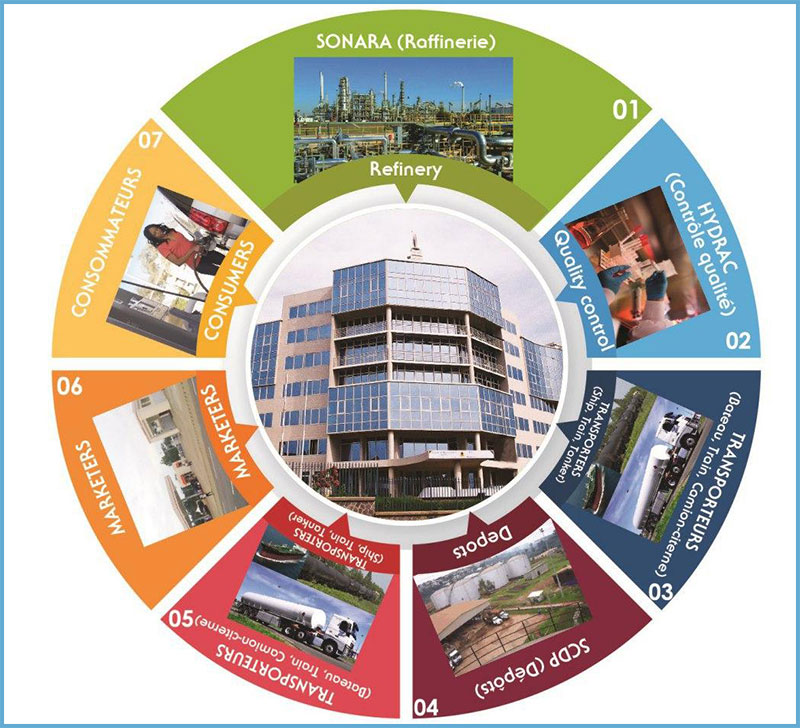 SONARA (Raffinerie)
01
Refinery
HYDRAC
(Contrôle qualité)
Quality control
02
TRANSPORTEURS
(Bateau, Train, Camion-citerne)
TRANSPORTERS
(Ship, Train, Tanker)
03
Depots
SCDP (Dépôts)
04
TRANSPORTERS
(Ship, Train, Tanker)
TRANSPORTEURS
(Bateau, Train, Camion-citerne)
05
06
MARKETERS
MARKETERS
07
CONSOMMATEURS
CONSUMERS